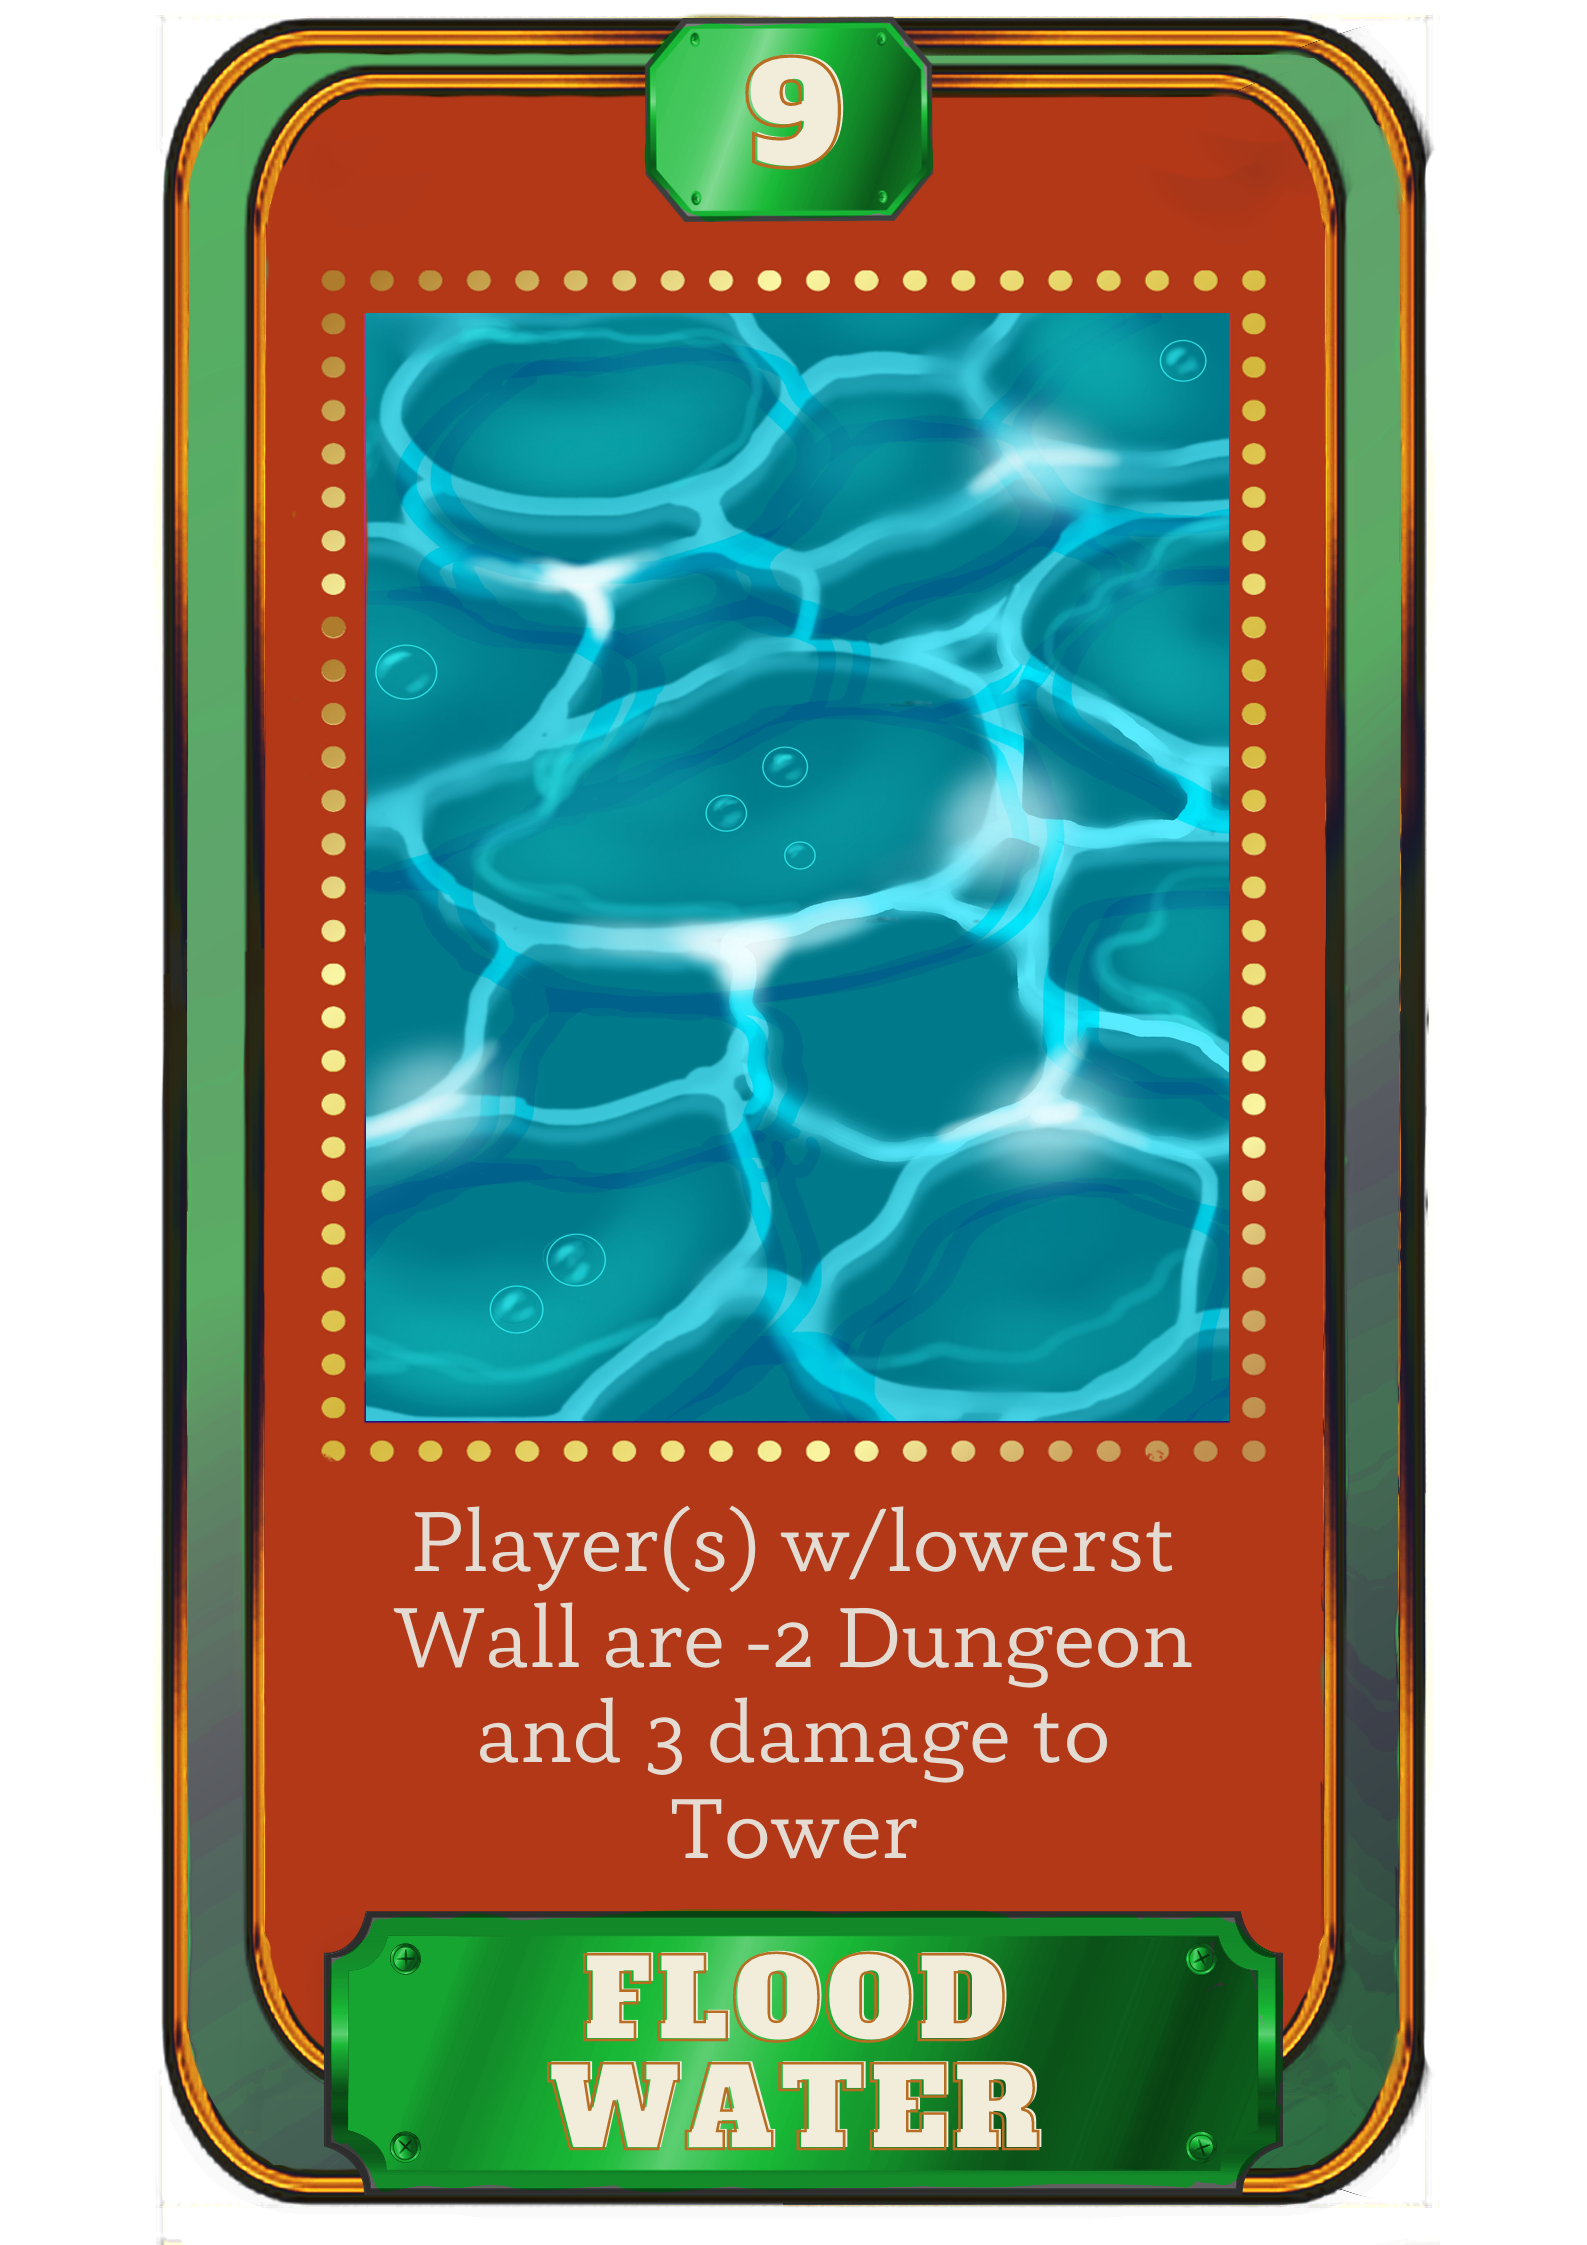 9
Player(s) w/lowerst
Wall are -2 Dungeon
and 3 damage to
Tower
FLOOD
WATER